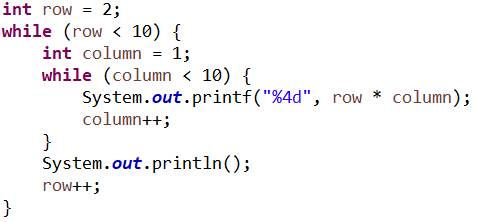 int row = 2;
while (row < 10) {
    int column = 1;
    while (column < 10) {
        System.out.printf("%4d", row * column);
        column++;
    }
    System.out.println();
    row++;
}